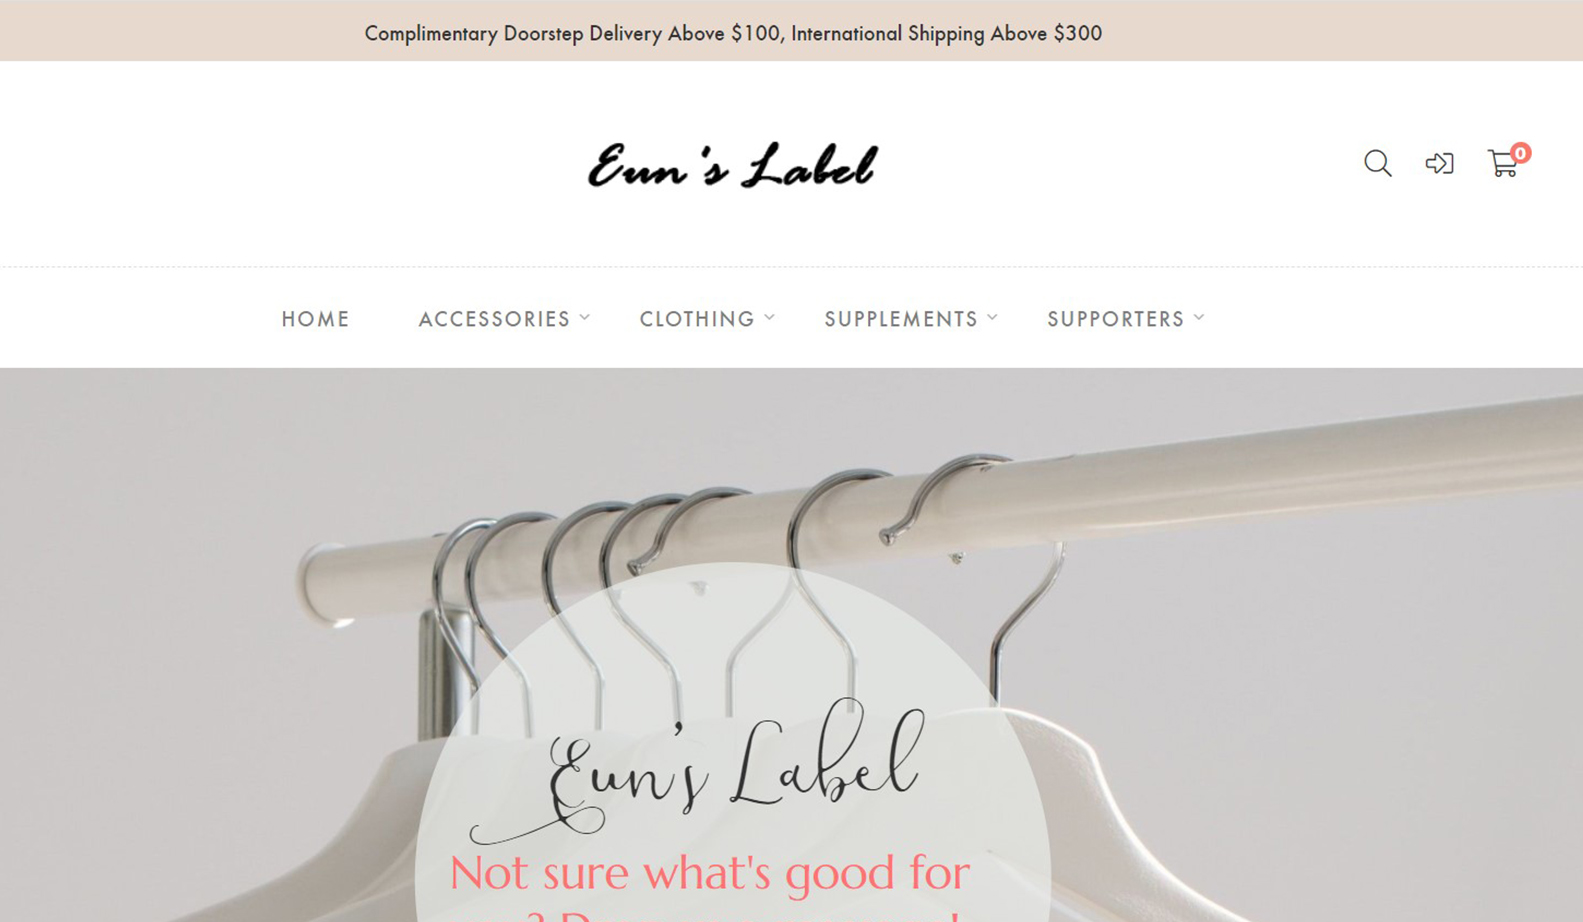 Complimentary Doorstep Delivery Above $100, International Shipping Above $300
Eun's Label
0
HOME ACCESSORIES CLOTHING SUPPLEMENTS SUPPORTERS
Eun's Label
Not sure what's good for